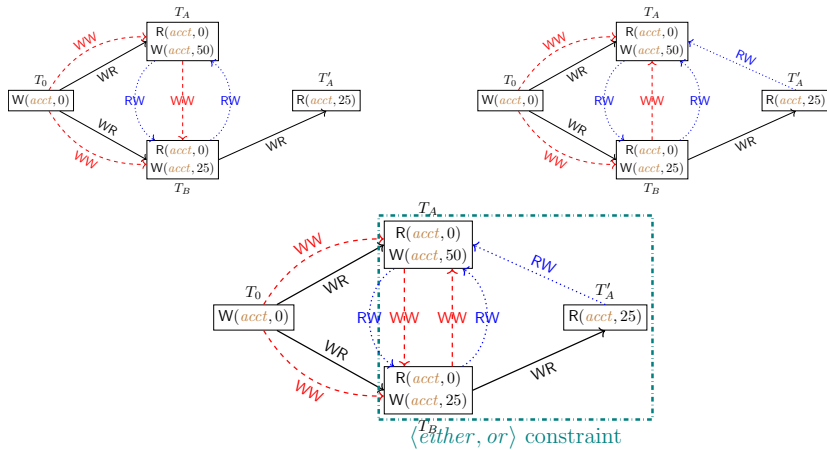 T_A
R(acct, 0)
W(acct, 50)
T_0
W(acct, 0)
WW
WR
WR
WW
RW
WW
RW
R(acct, 0)
W(acct, 25)
T_B
WR
T'_A
R(acct, 25)
T_A
R(acct, 0)
W(acct, 50)
T_0
W(acct, 0)
WW
WR
WR
WW
RW
WW
RW
R(acct, 0)
W(acct, 25)
T_B
WR
RW
T'_A
R(acct, 25)
T_A
R(acct, 0)
W(acct, 50)
T_0
W(acct, 0)
WW
WR
WR
WW
RW
WW
WW
RW
R(acct, 0)
W(acct, 25)
T_B
WR
RW
T'_A
R(acct, 25)
⟨either, or⟩ constraint